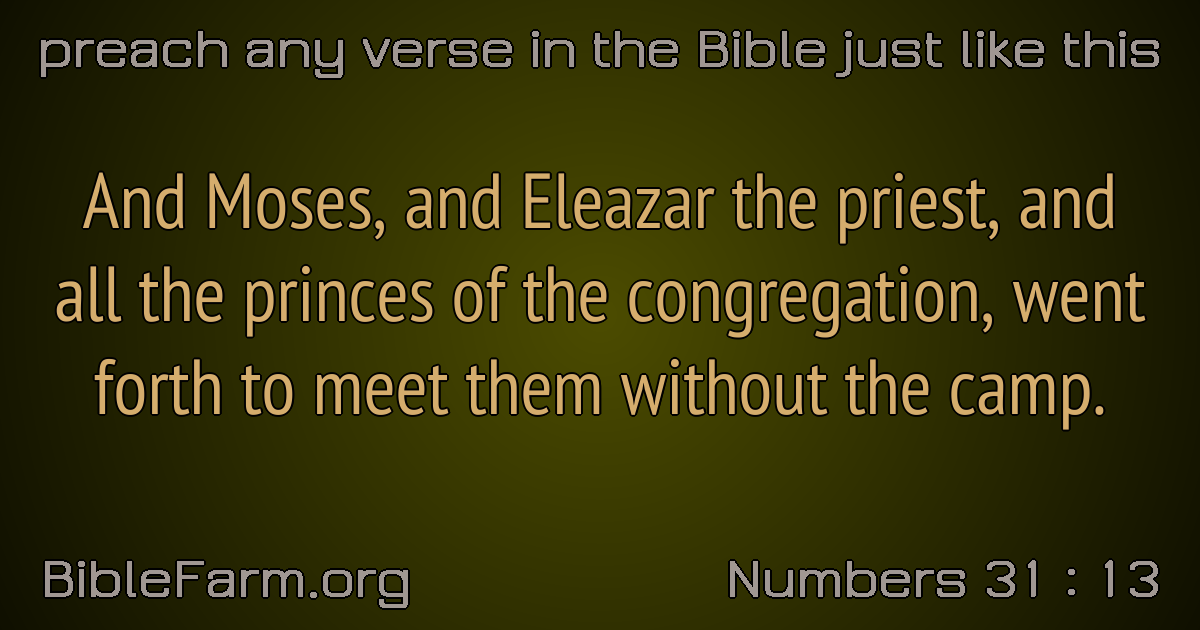 preach any verse in the Bible just like this
And Moses, and Eleazar the priest, and
all the princes of the congregation, went
forth to meet them without the camp.
BibleFarm.org
Numbers 31 : 13